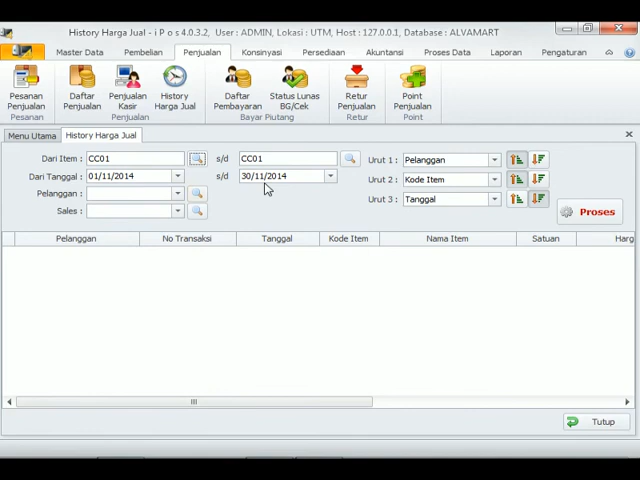 History Harga Jual - i P o s 4.0.3.2, User : ADMIN, Lokasi : UTM, Host : 127.0.0.1, Database : ALVAMART
Master Data Pembelian Penjualan Konsinyasi Persediaan Akuntansi Proses Data Laporan Pengaturan
Pesanan Penjualan
Daftar Penjualan
Penjualan Kasir
History Harga Jual
Daftar Pembayaran
Status Lunas BG/Cek
Retur Penjualan
Point Penjualan
Pesanan Penjualan Bayar Piutang Retur Point
Menu Utama History Harga Jual
Dari Item : CC01 s/d CC01 Urut 1 : Pelanggan
Dari Tanggal : 01/11/2014 s/d 30/11/2014 Urut 2 : Kode Item
Pelanggan : Urut 3 : Tanggal
Sales : Proses
Pelanggan No Transaksi Tanggal Kode Item Nama Item Satuan Harg
Tutup